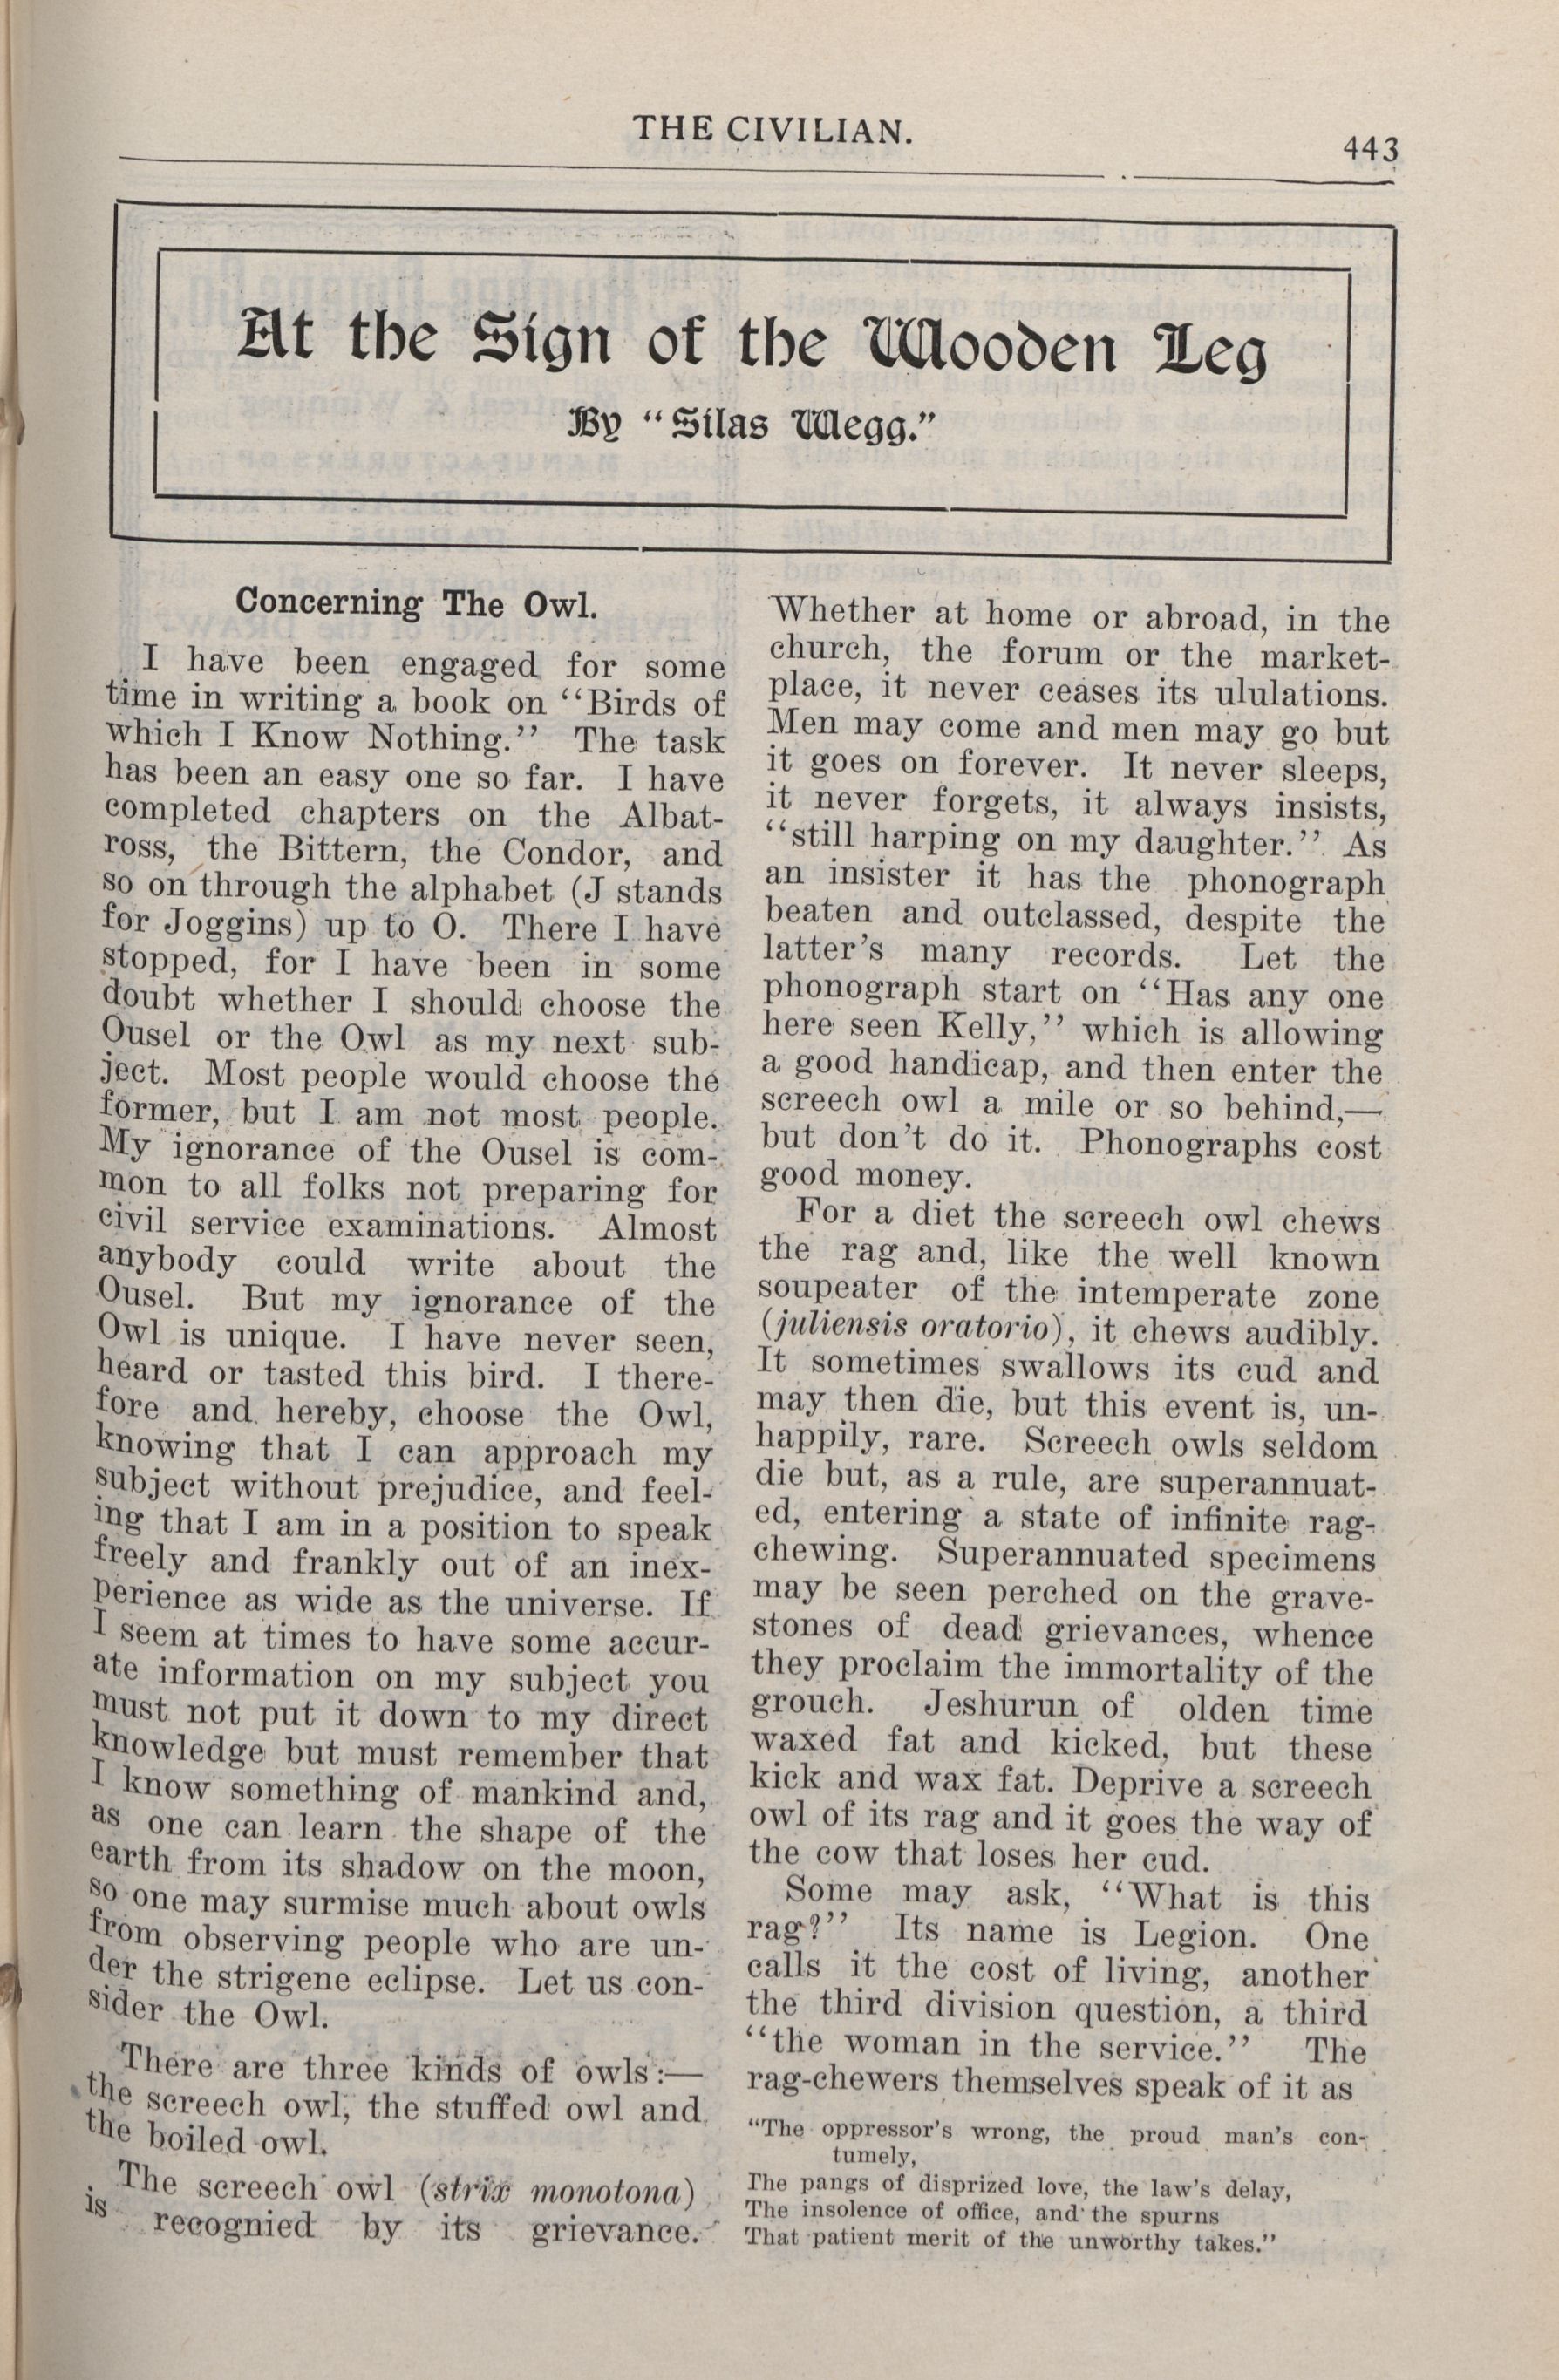 THE CIVILIAN.
443
At the Sign of the Wooden Leg
By "Silas Wegg."
Concerning The Owl.
I have been engaged for some
time in writing a book on "Birds of
which I Know Nothing." The task
has been an easy one so far. I have
completed chapters on the Albat-
ross, the Bittern, the Condor, and
so on through the alphabet (J stands
for Joggins) up to O. There I have
stopped, for I have been in some
doubt whether I should choose the
Ousel or the Owl as my next sub-
ject. Most people would choose the
former, but I am not most people.
My ignorance of the Ousel is com-
mon to all folks not preparing for
civil service examinations. Almost
anybody could write about the
Ousel. But my ignorance of the
Owl is unique. I have never seen,
heard or tasted this bird. I there-
fore and hereby, choose the Owl,
knowing that I can approach my
subject without prejudice, and feel-
ing that I am in a position to speak
freely and frankly out of an inex-
perience as wide as the universe. If
I seem at times to have some accur-
ate information on my subject you
must not put it down to my direct
knowledge but must remember that
I know something of mankind and,
as one can learn the shape of the
earth from its shadow on the moon,
so one may surmise much about owls
from observing people who are un-
der the strigene eclipse. Let us con-
sider the Owl.
There are three kinds of owls:—
the screech owl, the stuffed owl and
the boiled owl.
The screech owl (strix monotona)
is recognied by its grievance.
Whether at home or abroad, in the
church, the forum or the market-
place, it never ceases its ululations.
Men may come and men may go but
it goes on forever. It never sleeps,
it never forgets, it always insists,
"still harping on my daughter." As
an insister it has the phonograph
beaten and outclassed, despite the
latter's many records. Let the
phonograph start on "Has any one
here seen Kelly," which is allowing
a good handicap, and then enter the
screech owl a mile or so behind,—
but don't do it. Phonographs cost
good money.
For a diet the screech owl chews
the rag and, like the well known
soupeater of the intemperate zone
(juliensis oratorio), it chews audibly.
It sometimes swallows its cud and
may then die, but this event is, un-
happily, rare. Screech owls seldom
die but, as a rule, are superannuat-
ed, entering a state of infinite rag-
chewing. Superannuated specimens
may be seen perched on the grave-
stones of dead grievances, whence
they proclaim the immortality of the
grouch. Jeshurun of olden time
waxed fat and kicked, but these
kick and wax fat. Deprive a screech
owl of its rag and it goes the way of
the cow that loses her cud.
Some may ask, "What is this
rag?" Its name is Legion. One
calls it the cost of living, another
the third division question, a third
"the woman in the service." The
rag-chewers themselves speak of it as
"The oppressor's wrong, the proud man's con-
tumely,
The pangs of disprized love, the law's delay,
The insolence of office, and the spurns
That patient merit of the unworthy takes."